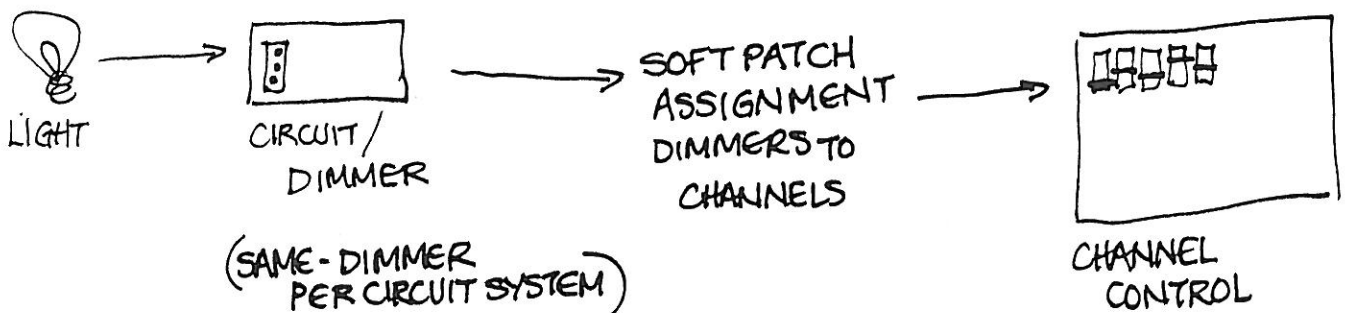 LIGHT
CIRCUIT/
DIMMER
(SAME-DIMMER
PER CIRCUIT SYSTEM)
SOFT PATCH
ASSIGNMENT
DIMMERS TO
CHANNELS
CHANNEL
CONTROL